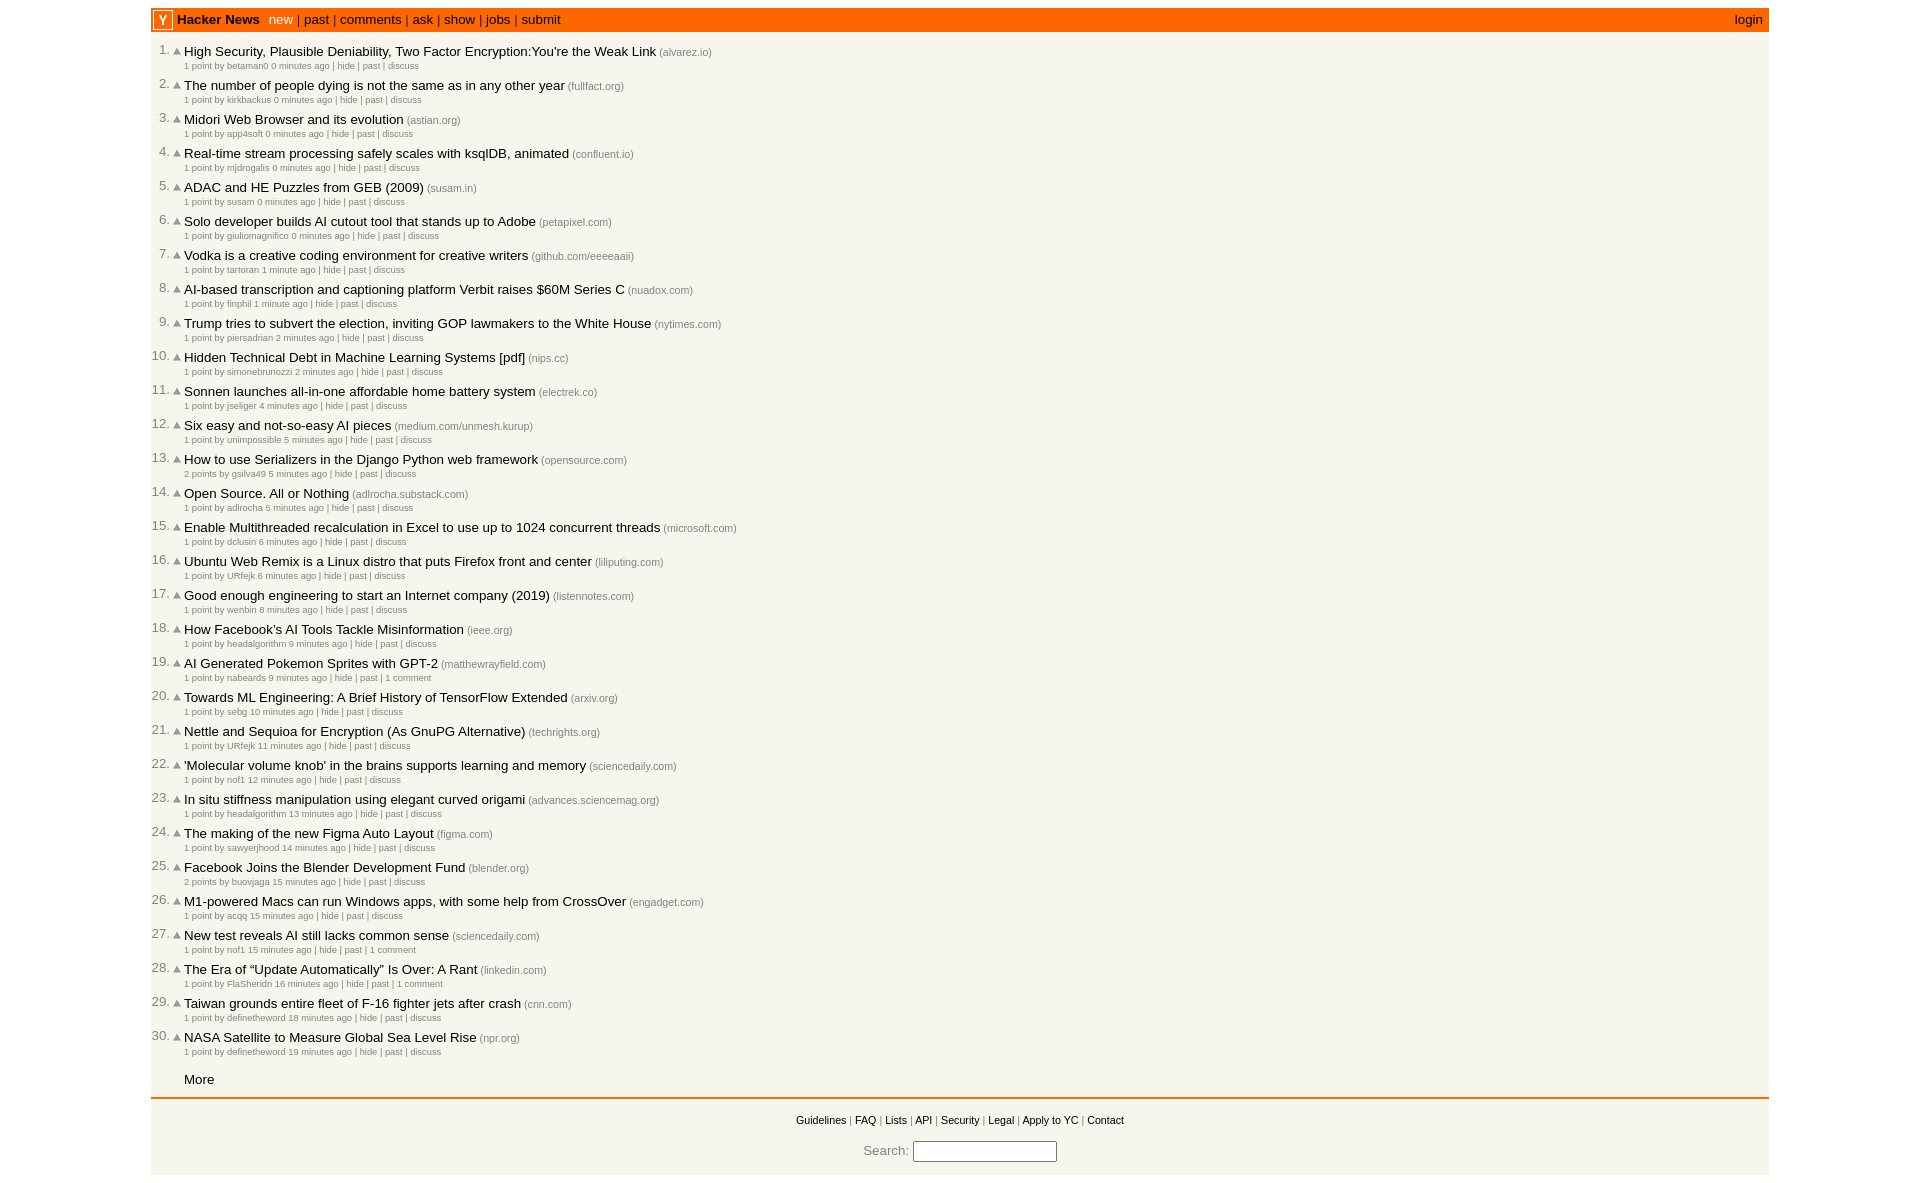 Y Hacker News new | past | comments | ask | show | jobs | submit login
1. High Security, Plausible Deniability, Two Factor Encryption:You're the Weak Link (alvarez.io)
1 point by betaman0 0 minutes ago | hide | past | discuss
2. The number of people dying is not the same as in any other year (fullfact.org)
1 point by kirkbackus 0 minutes ago | hide | past | discuss
3. Midori Web Browser and its evolution (astian.org)
1 point by app4soft 0 minutes ago | hide | past | discuss
4. Real-time stream processing safely scales with ksqlDB, animated (confluent.io)
1 point by mjdrogalis 0 minutes ago | hide | past | discuss
5. ADAC and HE Puzzles from GEB (2009) (susam.in)
1 point by susam 0 minutes ago | hide | past | discuss
6. Solo developer builds AI cutout tool that stands up to Adobe (petapixel.com)
1 point by giuliomagnifico 0 minutes ago | hide | past | discuss
7. Vodka is a creative coding environment for creative writers (github.com/eeeeaaii)
1 point by tartoran 1 minute ago | hide | past | discuss
8. AI-based transcription and captioning platform Verbit raises $60M Series C (nuadox.com)
1 point by finphil 1 minute ago | hide | past | discuss
9. Trump tries to subvert the election, inviting GOP lawmakers to the White House (nytimes.com)
1 point by piersadrian 2 minutes ago | hide | past | discuss
10. Hidden Technical Debt in Machine Learning Systems [pdf] (nips.cc)
1 point by simonebrunozzi 2 minutes ago | hide | past | discuss
11. Sonnen launches all-in-one affordable home battery system (electrek.co)
1 point by jseliger 4 minutes ago | hide | past | discuss
12. Six easy and not-so-easy AI pieces (medium.com/unmesh.kurup)
1 point by unimpossible 5 minutes ago | hide | past | discuss
13. How to use Serializers in the Django Python web framework (opensource.com)
2 points by gsilva49 5 minutes ago | hide | past | discuss
14. Open Source. All or Nothing (adlrocha.substack.com)
1 point by adlrocha 5 minutes ago | hide | past | discuss
15. Enable Multithreaded recalculation in Excel to use up to 1024 concurrent threads (microsoft.com)
1 point by dclusin 6 minutes ago | hide | past | discuss
16. Ubuntu Web Remix is a Linux distro that puts Firefox front and center (liliputing.com)
1 point by URfejk 6 minutes ago | hide | past | discuss
17. Good enough engineering to start an Internet company (2019) (listennotes.com)
1 point by wenbin 8 minutes ago | hide | past | discuss
18. How Facebook’s AI Tools Tackle Misinformation (ieee.org)
1 point by headalgorithm 9 minutes ago | hide | past | discuss
19. AI Generated Pokemon Sprites with GPT-2 (matthewrayfield.com)
1 point by nabeards 9 minutes ago | hide | past | 1 comment
20. Towards ML Engineering: A Brief History of TensorFlow Extended (arxiv.org)
1 point by sebg 10 minutes ago | hide | past | discuss
21. Nettle and Sequioa for Encryption (As GnuPG Alternative) (techrights.org)
1 point by URfejk 11 minutes ago | hide | past | discuss
22. 'Molecular volume knob' in the brains supports learning and memory (sciencedaily.com)
1 point by nof1 12 minutes ago | hide | past | discuss
23. In situ stiffness manipulation using elegant curved origami (advances.sciencemag.org)
1 point by headalgorithm 13 minutes ago | hide | past | discuss
24. The making of the new Figma Auto Layout (figma.com)
1 point by sawyerjhood 14 minutes ago | hide | past | discuss
25. Facebook Joins the Blender Development Fund (blender.org)
2 points by buovjaga 15 minutes ago | hide | past | discuss
26. M1-powered Macs can run Windows apps, with some help from CrossOver (engadget.com)
1 point by acqq 15 minutes ago | hide | past | discuss
27. New test reveals AI still lacks common sense (sciencedaily.com)
1 point by nof1 15 minutes ago | hide | past | 1 comment
28. The Era of “Update Automatically” Is Over: A Rant (linkedin.com)
1 point by FlaSheridn 16 minutes ago | hide | past | 1 comment
29. Taiwan grounds entire fleet of F-16 fighter jets after crash (cnn.com)
1 point by definetheword 18 minutes ago | hide | past | discuss
30. NASA Satellite to Measure Global Sea Level Rise (npr.org)
1 point by definetheword 19 minutes ago | hide | past | discuss
More
Guidelines | FAQ | Lists | API | Security | Legal | Apply to YC | Contact
Search: